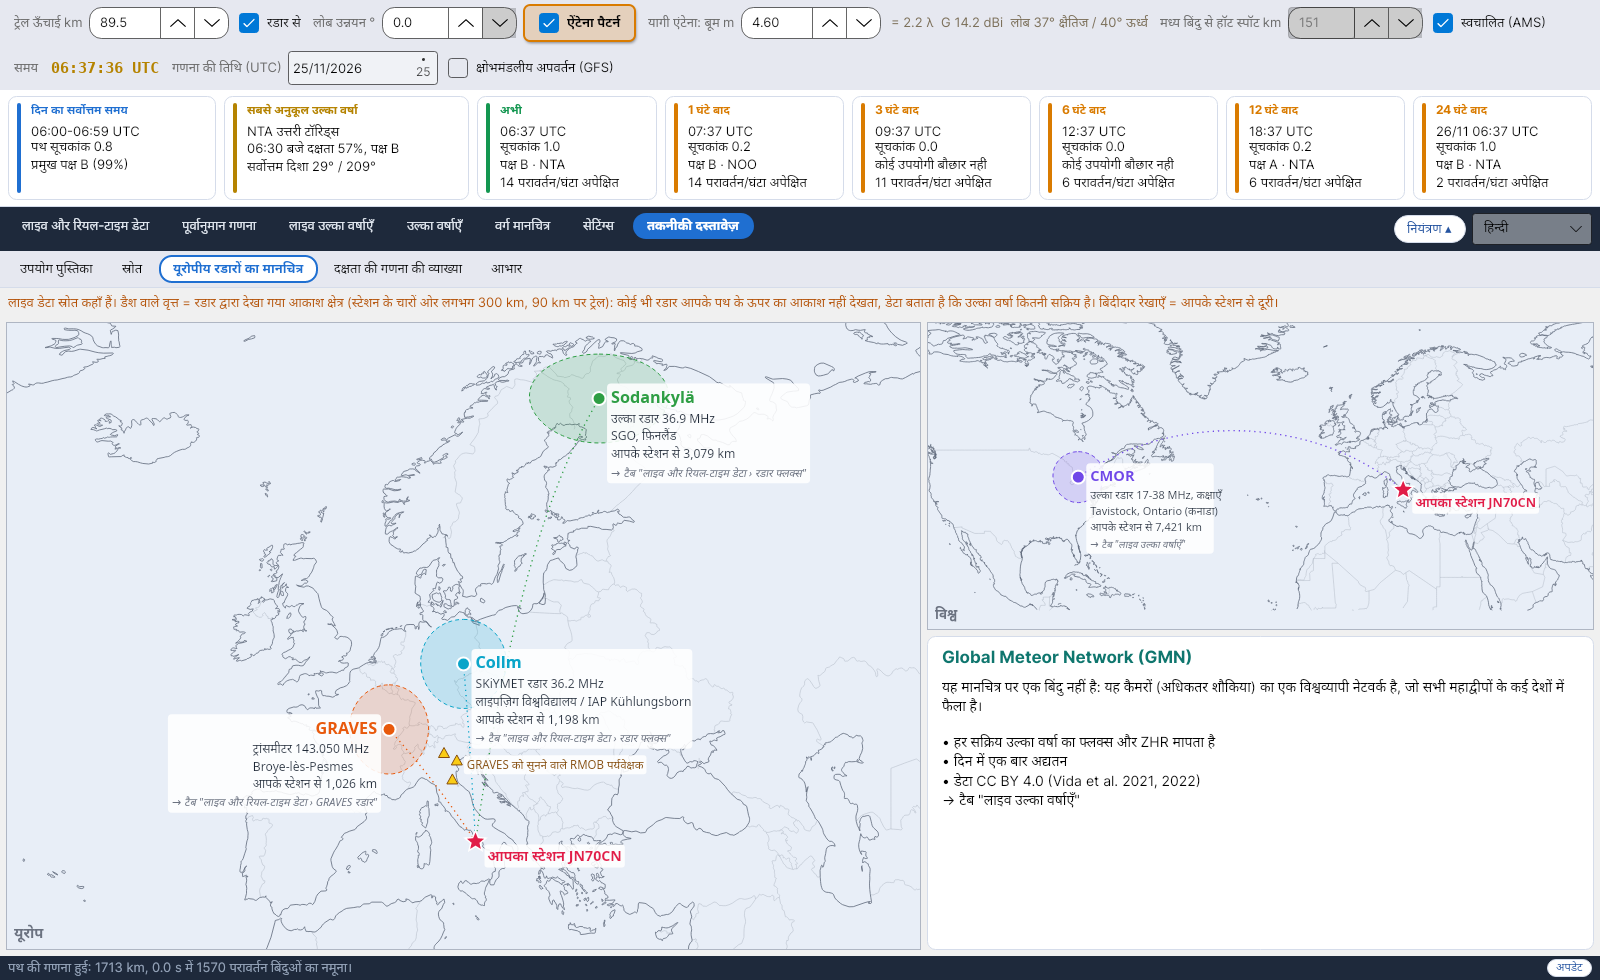 ट्रेल ऊँचाई km 89.5 रडार से लोब उन्नयन ° 0.0 ऐंटेना पैटर्न यागी एंटेना: बूम m 4.60 = 2.2 λ G 14.2 dBi लोब 37° क्षैतिज / 40° ऊर्ध्व मध्य बिंदु से हॉट स्पॉट km 151 स्वचालित (AMS)
समय 06:37:36 UTC गणना की तिथि (UTC) 25/11/2026 25 क्षोभमंडलीय अपवर्तन (GFS)
दिन का सर्वोत्तम समय
06:00-06:59 UTC
पथ सूचकांक 0.8
प्रमुख पक्ष B (99%)
सबसे अनुकूल उल्का वर्षा
NTA उत्तरी टॉरिड्स
06:30 बजे दक्षता 57%, पक्ष B
सर्वोत्तम दिशा 29° / 209°
अभी
06:37 UTC
सूचकांक 1.0
पक्ष B · NTA
14 परावर्तन/घंटा अपेक्षित
1 घंटे बाद
07:37 UTC
सूचकांक 0.2
पक्ष B · NOO
14 परावर्तन/घंटा अपेक्षित
3 घंटे बाद
09:37 UTC
सूचकांक 0.0
कोई उपयोगी बौछार नहीं
11 परावर्तन/घंटा अपेक्षित
6 घंटे बाद
12:37 UTC
सूचकांक 0.0
कोई उपयोगी बौछार नहीं
6 परावर्तन/घंटा अपेक्षित
12 घंटे बाद
18:37 UTC
सूचकांक 0.2
पक्ष A · NTA
6 परावर्तन/घंटा अपेक्षित
24 घंटे बाद
26/11 06:37 UTC
सूचकांक 1.0
पक्ष B · NTA
2 परावर्तन/घंटा अपेक्षित
लाइव और रियल-टाइम डेटा पूर्वानुमान गणना लाइव उल्का वर्षाएँ उल्का वर्षाएँ वर्ग मानचित्र सेटिंग्स तकनीकी दस्तावेज़ नियंत्रण ▴ हिन्दी
उपयोग पुस्तिका स्रोत यूरोपीय रडारों का मानचित्र दक्षता की गणना की व्याख्या आभार
लाइव डेटा स्रोत कहाँ हैं। डैश वाले वृत्त = रडार द्वारा देखा गया आकाश क्षेत्र (स्टेशन के चारों ओर लगभग 300 km, 90 km पर ट्रेल): कोई भी रडार आपके पथ के ऊपर का आकाश नहीं देखता, डेटा बताता है कि उल्का वर्षा कितनी सक्रिय है। बिंदीदार रेखाएँ = आपके स्टेशन से दूरी।
Sodankylä
उल्का रडार 36.9 MHz
SGO, फ़िनलैंड
आपके स्टेशन से 3,079 km
→ टैब "लाइव और रियल-टाइम डेटा › रडार फ्लक्स"
Collm
SKiYMET रडार 36.2 MHz
लाइपज़िग विश्वविद्यालय / IAP Kühlungsborn
आपके स्टेशन से 1,198 km
→ टैब "लाइव और रियल-टाइम डेटा › रडार फ्लक्स"
GRAVES
ट्रांसमीटर 143.050 MHz
Broye-lès-Pesmes
आपके स्टेशन से 1,026 km
→ टैब "लाइव और रियल-टाइम डेटा › GRAVES रडार"
GRAVES को सुनने वाले RMOB पर्यवेक्षक
आपका स्टेशन JN70CN
यूरोप
CMOR
उल्का रडार 17-38 MHz, कक्षाएँ
Tavistock, Ontario (कनाडा)
आपके स्टेशन से 7,421 km
→ टैब "लाइव उल्का वर्षाएँ"
आपका स्टेशन JN70CN
विश्व
Global Meteor Network (GMN)
यह मानचित्र पर एक बिंदु नहीं है: यह कैमरों (अधिकतर शौकिया) का एक विश्वव्यापी नेटवर्क है, जो सभी महाद्वीपों के कई देशों में
फैला है।
• हर सक्रिय उल्का वर्षा का फ्लक्स और ZHR मापता है
• दिन में एक बार अद्यतन
• डेटा CC BY 4.0 (Vida et al. 2021, 2022)
→ टैब "लाइव उल्का वर्षाएँ"
पथ की गणना हुई: 1713 km, 0.0 s में 1570 परावर्तन बिंदुओं का नमूना। अपडेट